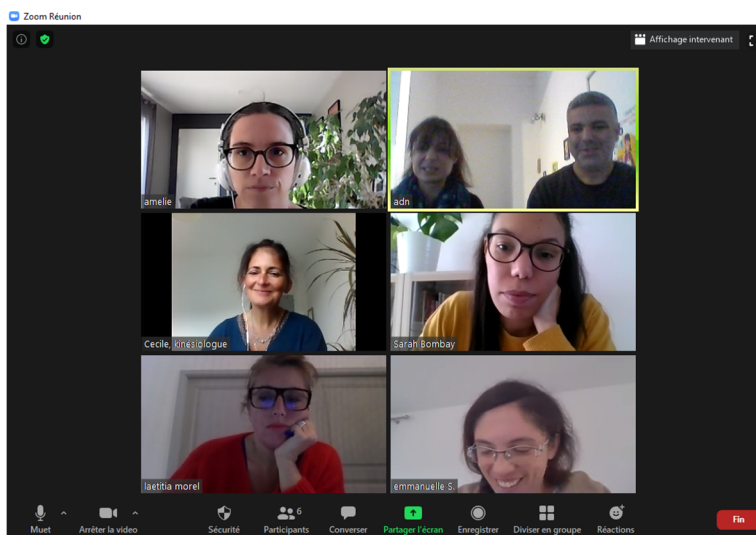 Zoom Réunion
Affichage intervenant
amelie
adn
Cecile, kinésiologue
Sarah Bombay
laetitia morel
emmanuelle S.
6
Muet
Arrêter la video
Sécurité
Participants
Converser
Partager l'écran
Enregistrer
Diviser en groupe
Réactions
Fin